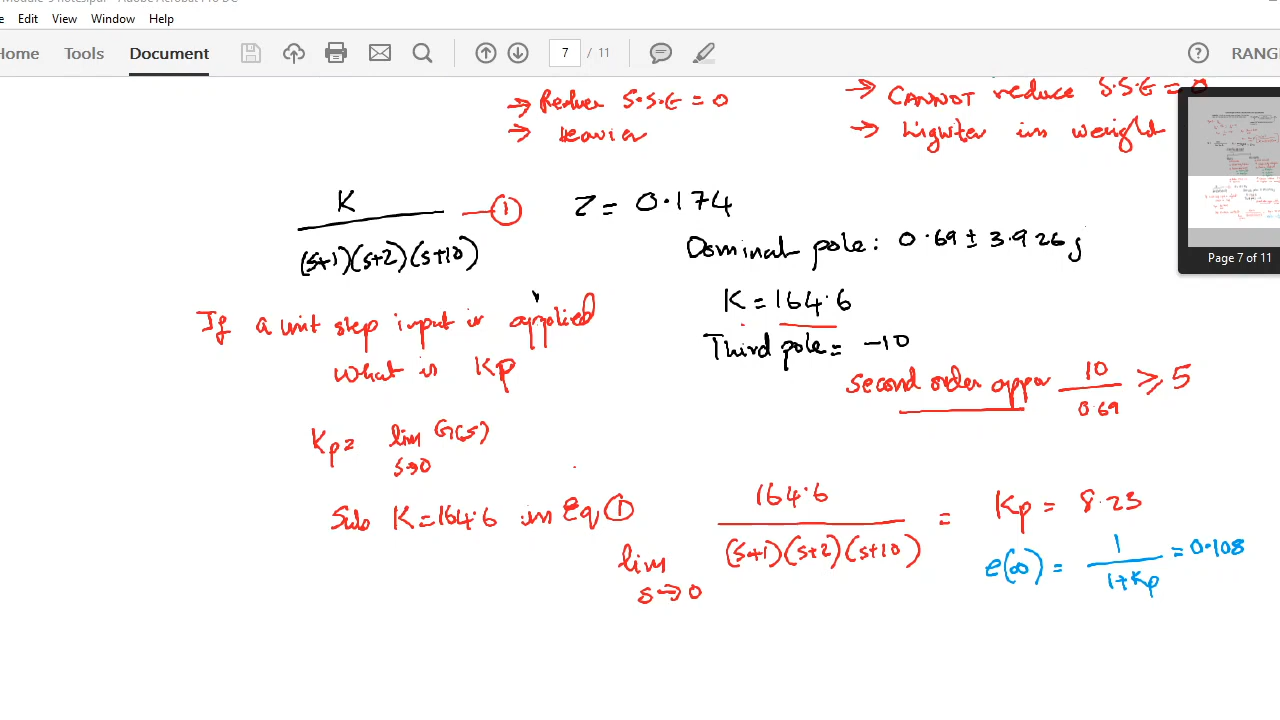 Edit View Window Help
Home Tools Document 7 / 11
→ Reduces S.S.E = 0
→ Heavier
→ CANNOT reduce S.S.E = 0
→ Lighter in weight
Page 7 of 11
K
(s+1)(s+2)(s+10)
①
Z = 0.174
Dominant pole: 0.69 ± 3.926j
K = 164.6
Third pole = -10
Second order appox 10/0.69 ≥ 5
If a unit step input is applied
what is Kp
Kp = lim G(s)
s→0
Sub K = 164.6 in Eq ①
lim
s→0
164.6
(s+1)(s+2)(s+10)
= Kp = 8.23
e(∞) = 1/1+Kp = 0.108